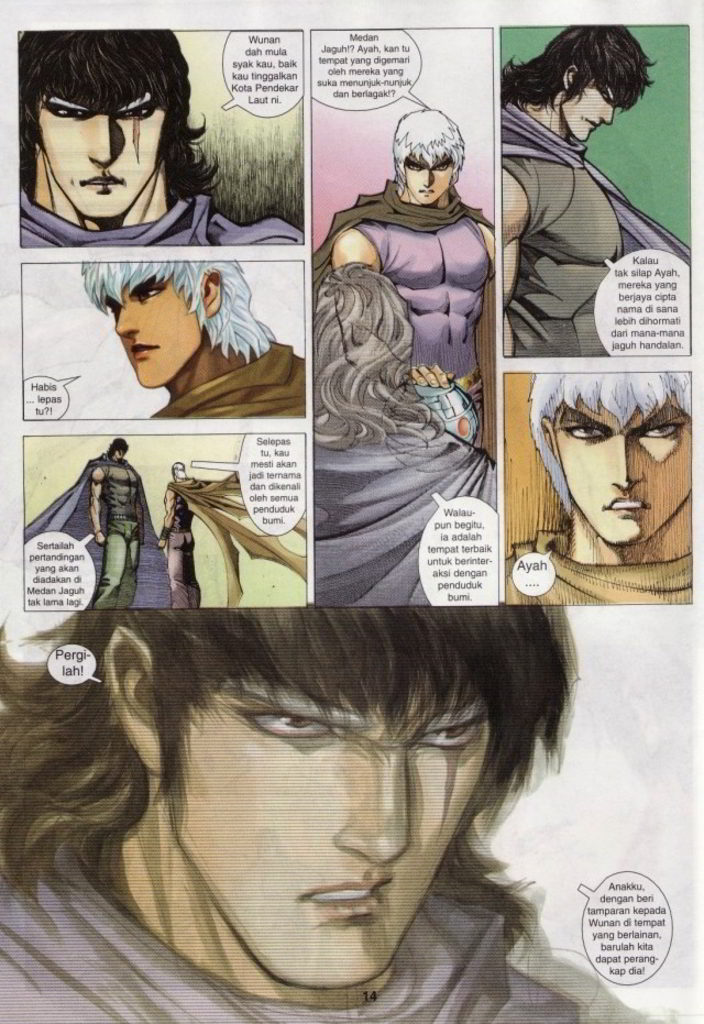 Wunan
dah mula
syak kau, baik
kau tinggalkan
Kota Pendekar
Laut ni.
Habis
... lepas
tu?!
Selepas
tu, kau
mesti akan
jadi ternama
dan dikenali
oleh semua
penduduk
bumi.
Sertailah
pertandingan
yang akan
diadakan di
Medan Jaguh
tak lama lagi.
Medan
Jaguh!? Ayah, kan tu
tempat yang digemari
oleh mereka yang
suka menunjuk-nunjuk
dan berlagak!?
Walau-
pun begitu,
ia adalah
tempat terbaik
untuk berinter-
aksi dengan
penduduk
bumi.
Kalau
tak silap Ayah,
mereka yang
berjaya cipta
nama di sana
lebih dihormati
dari mana-mana
jaguh handalan.
Ayah
....
Pergi-
lah!
Anakku,
dengan beri
tamparan kepada
Wunan di tempat
yang berlainan,
barulah kita
dapat perang-
kap dia!
14